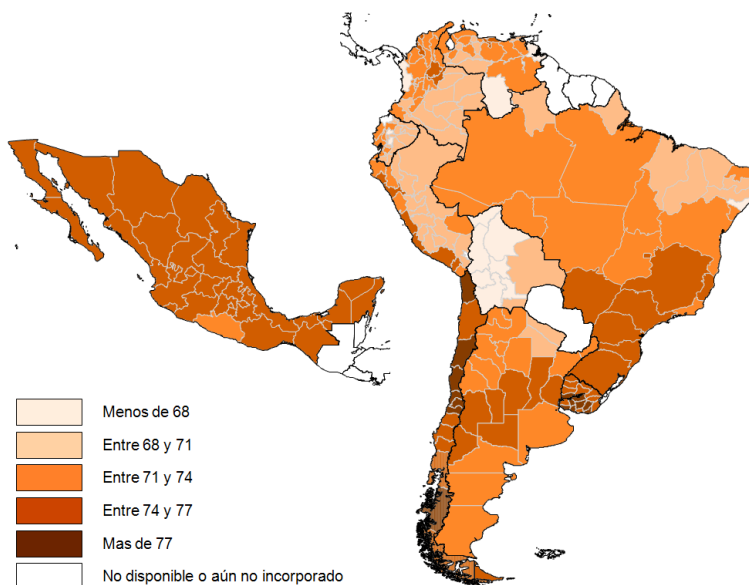 Menos de 68
Entre 68 y 71
Entre 71 y 74
Entre 74 y 77
Mas de 77
No disponible o aún no incorporado